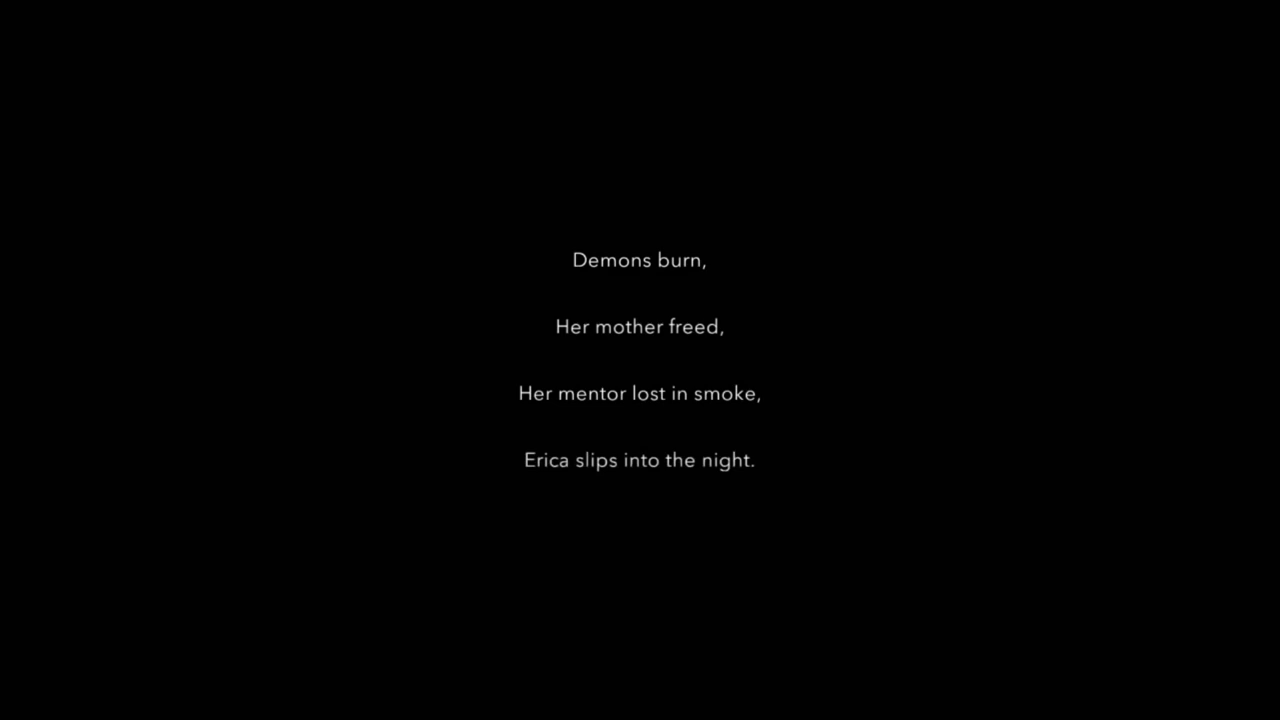 Demons burn,
Her mother freed,
Her mentor lost in smoke,
Erica slips into the night.